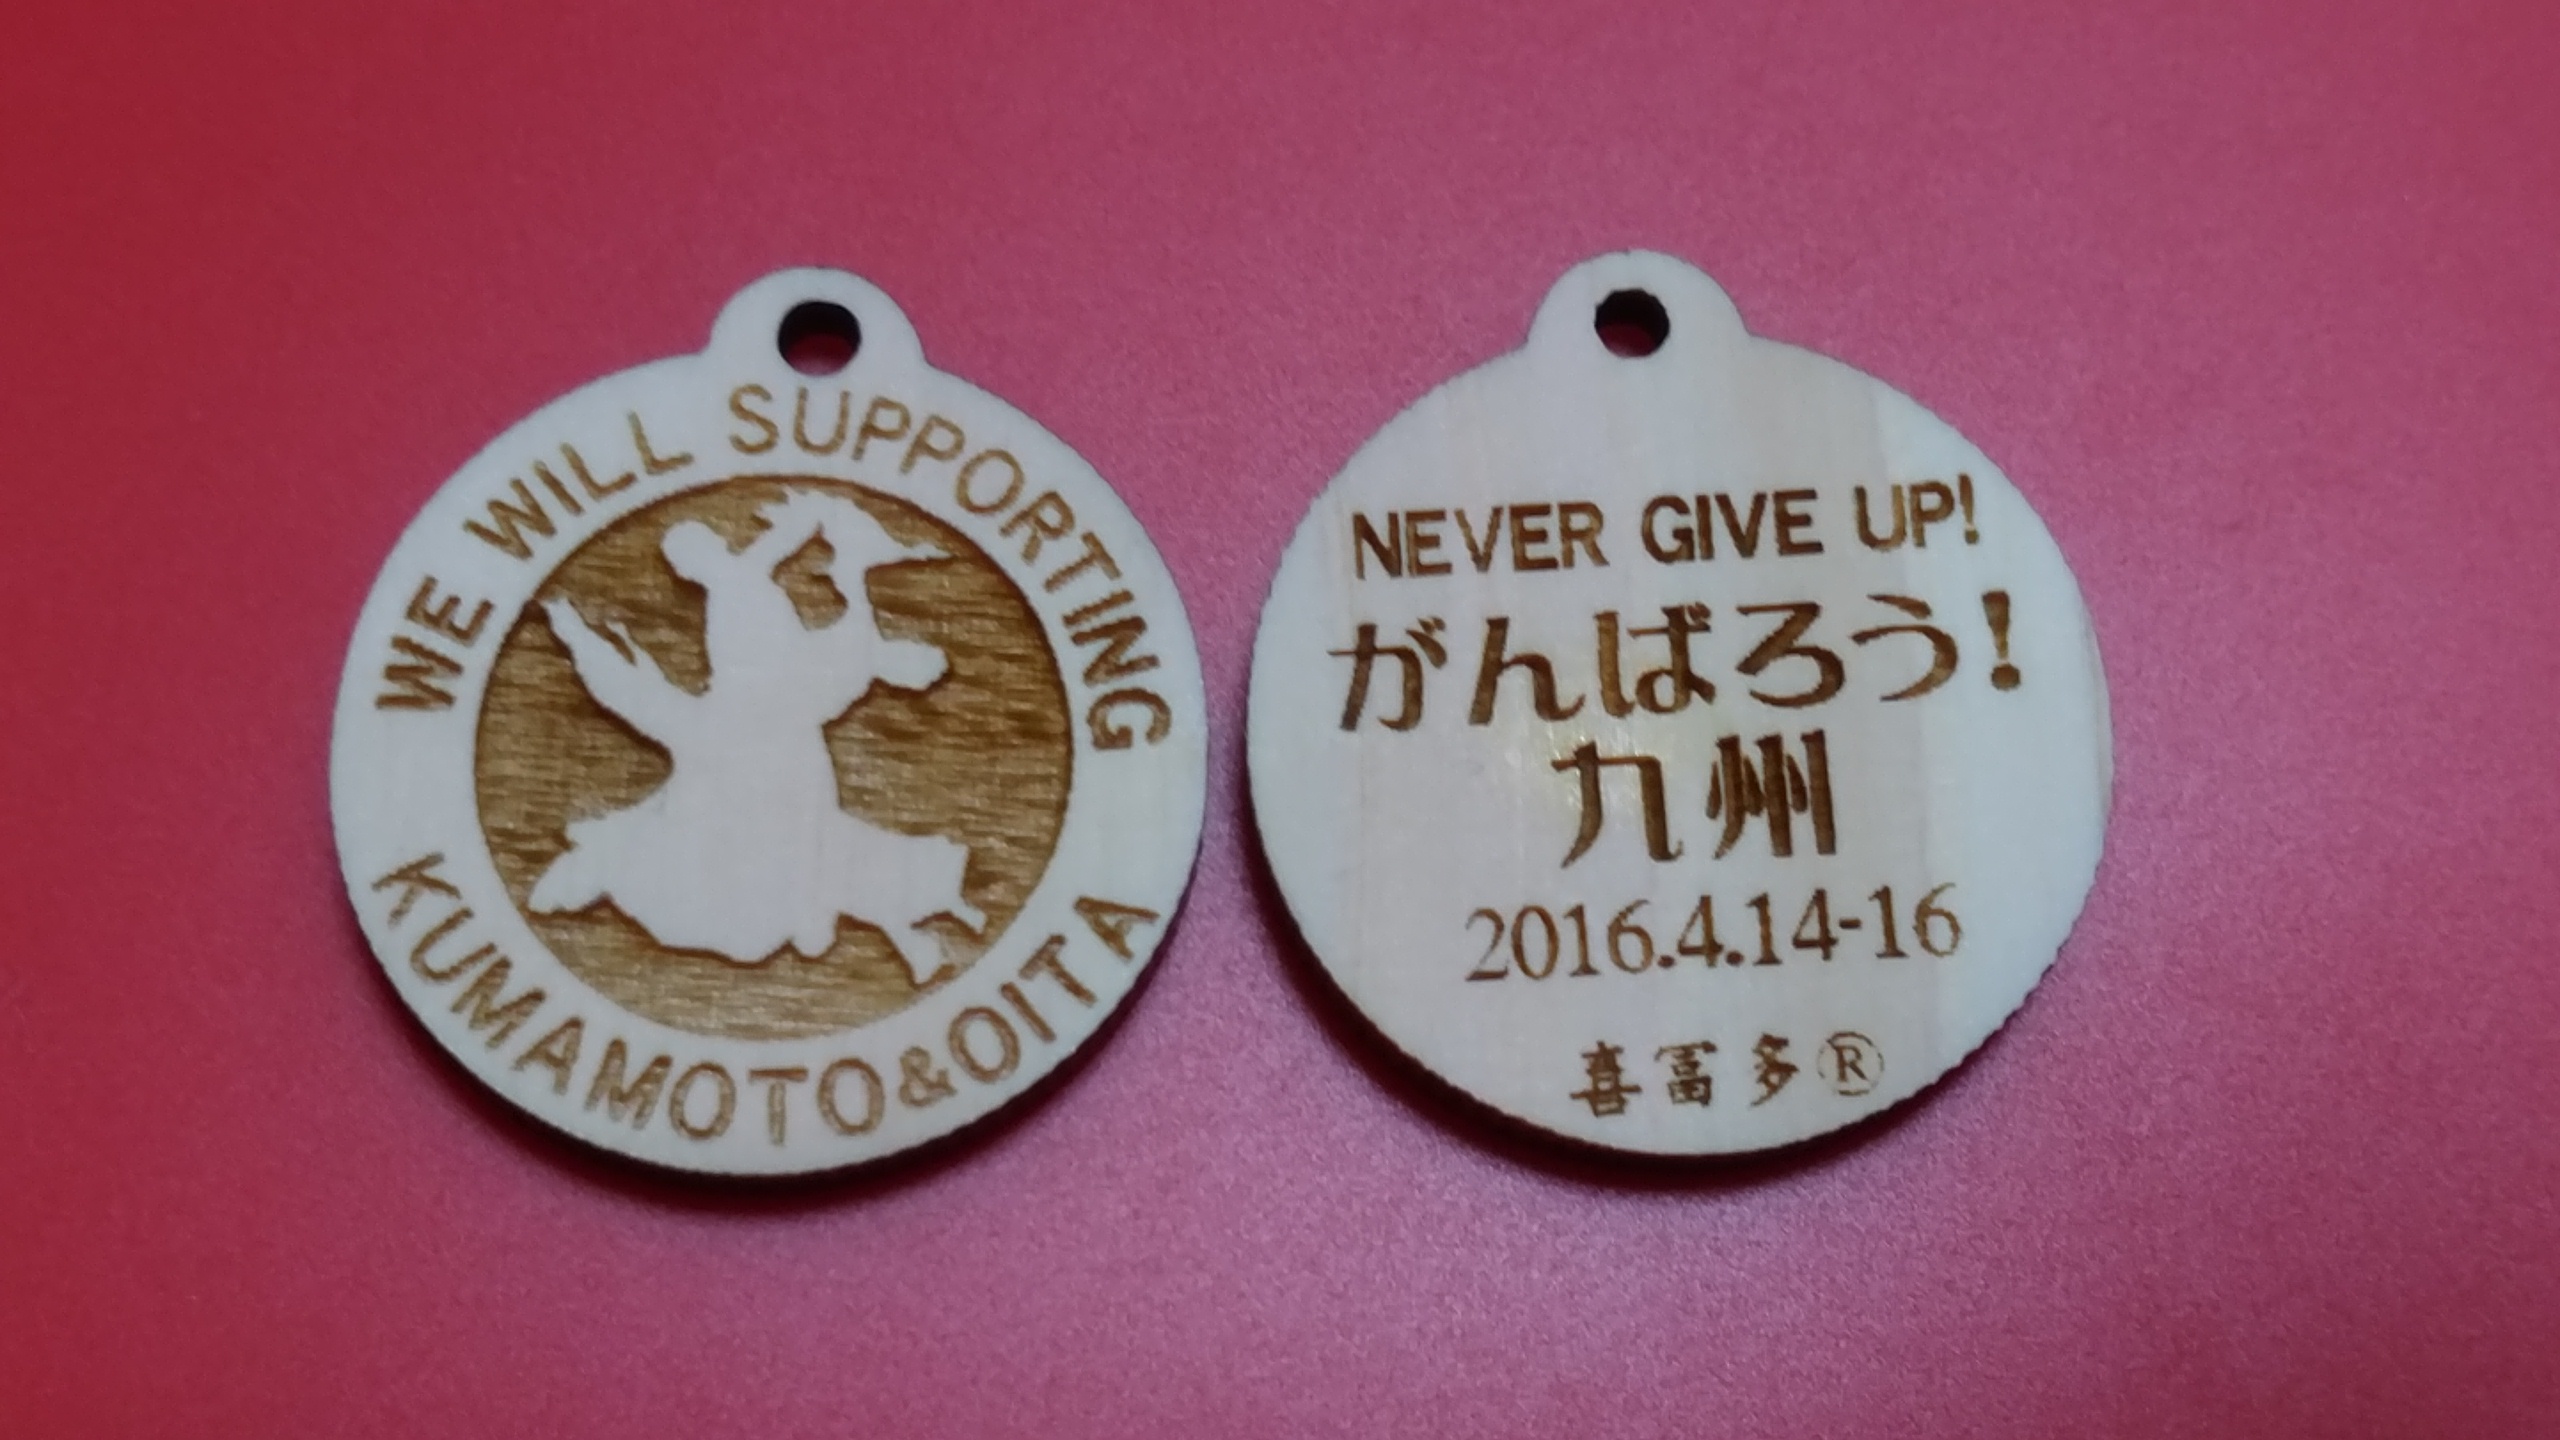 WE WILL SUPPORTING
KUMAMOTO&OITA
NEVER GIVE UP!
がんばろう!
九州
2016.4.14-16
喜冨多®